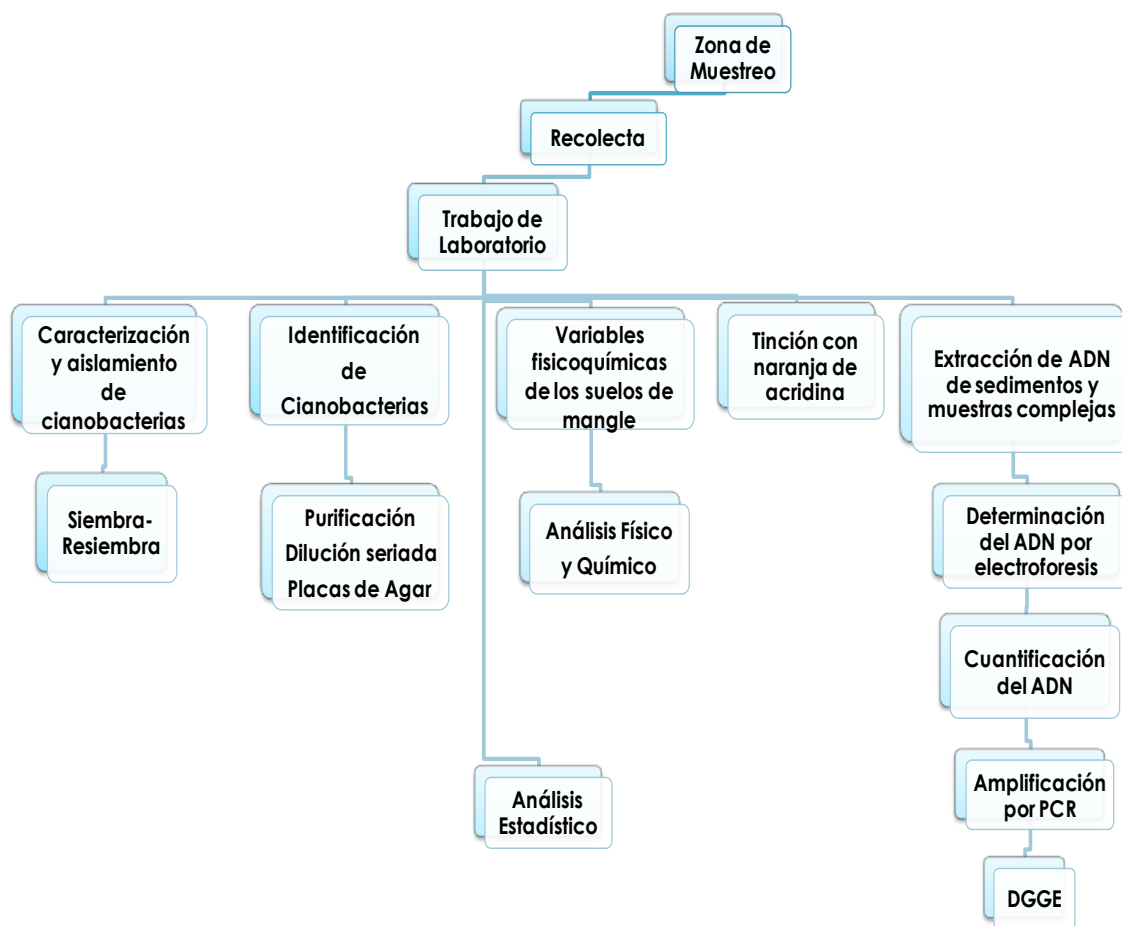 Zona de
Muestreo
Recolecta
Trabajo de
Laboratorio
Caracterización
y aislamiento
de
cianobacterias
Identificación
de
Cianobacterias
Variables
fisicoquímicas
de los suelos de
mangle
Tinción con
naranja de
acridina
Extracción de ADN
de sedimentos y
muestras complejas
Siembra-
Resiembra
Purificación
Dilución seriada
Placas de Agar
Análisis Físico
y Químico
Determinación
del ADN por
electroforesis
Cuantificación
del ADN
Amplificación
por PCR
Análisis
Estadístico
DGGE